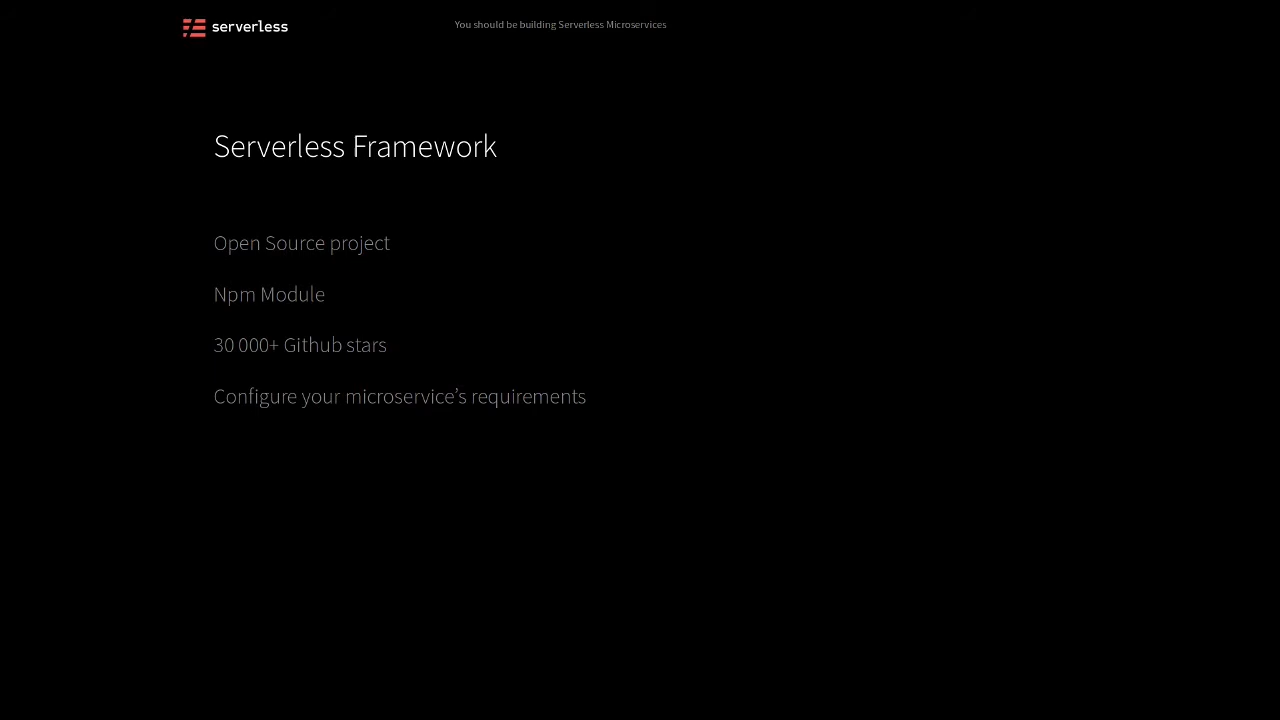 serverless
You should be building Serverless Microservices
Serverless Framework
Open Source project
Npm Module
30 000+ Github stars
Configure your microservice’s requirements